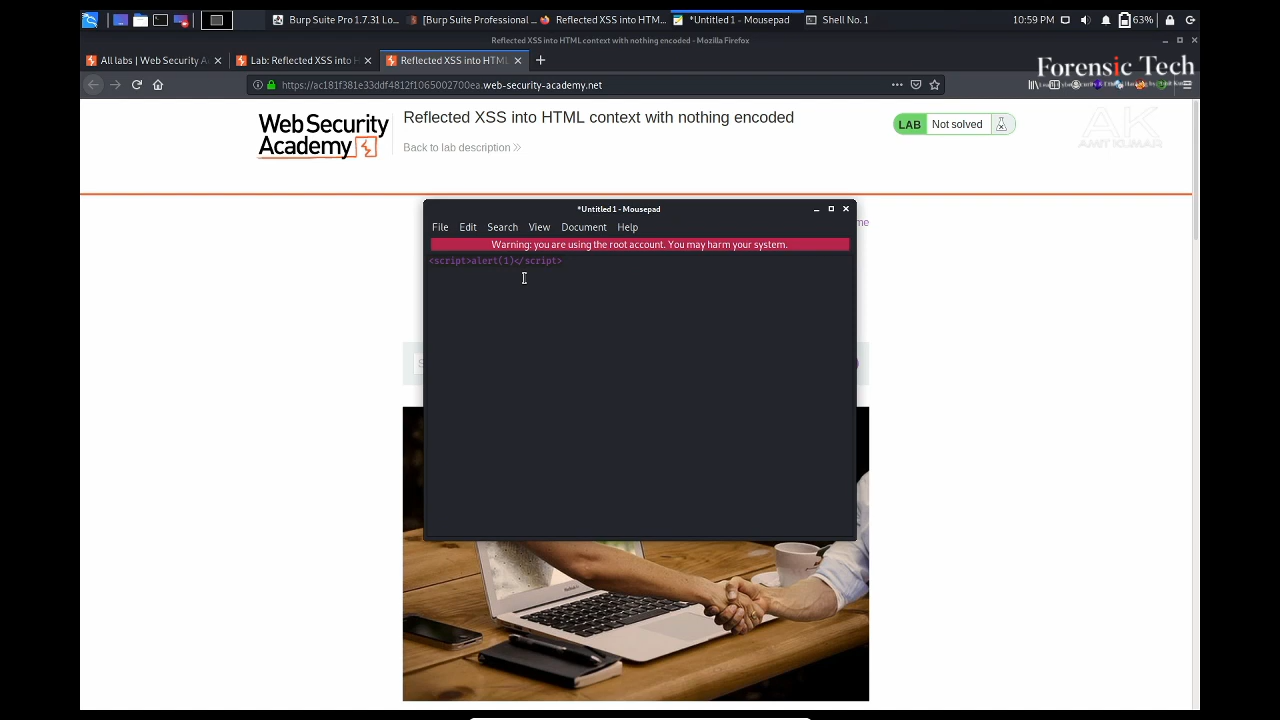 Burp Suite Pro 1.7.31 Lo...
[Burp Suite Professional ...
Reflected XSS into HTM...
*Untitled 1 - Mousepad
Shell No. 1
10:59 PM
63%
Reflected XSS into HTML context with nothing encoded - Mozilla Firefox
All labs | Web Security A
Lab: Reflected XSS into H
Reflected XSS into HTML
Forensic Tech
https://ac181f381e33ddf4812f1065002700ea.web-security-academy.net
Web Security
Academy
Reflected XSS into HTML context with nothing encoded
Back to lab description
LAB
Not solved
AK
AMIT KUMAR
*Untitled 1 - Mousepad
File Edit Search View Document Help
me
Warning: you are using the root account. You may harm your system.
<script>alert(1)</script>